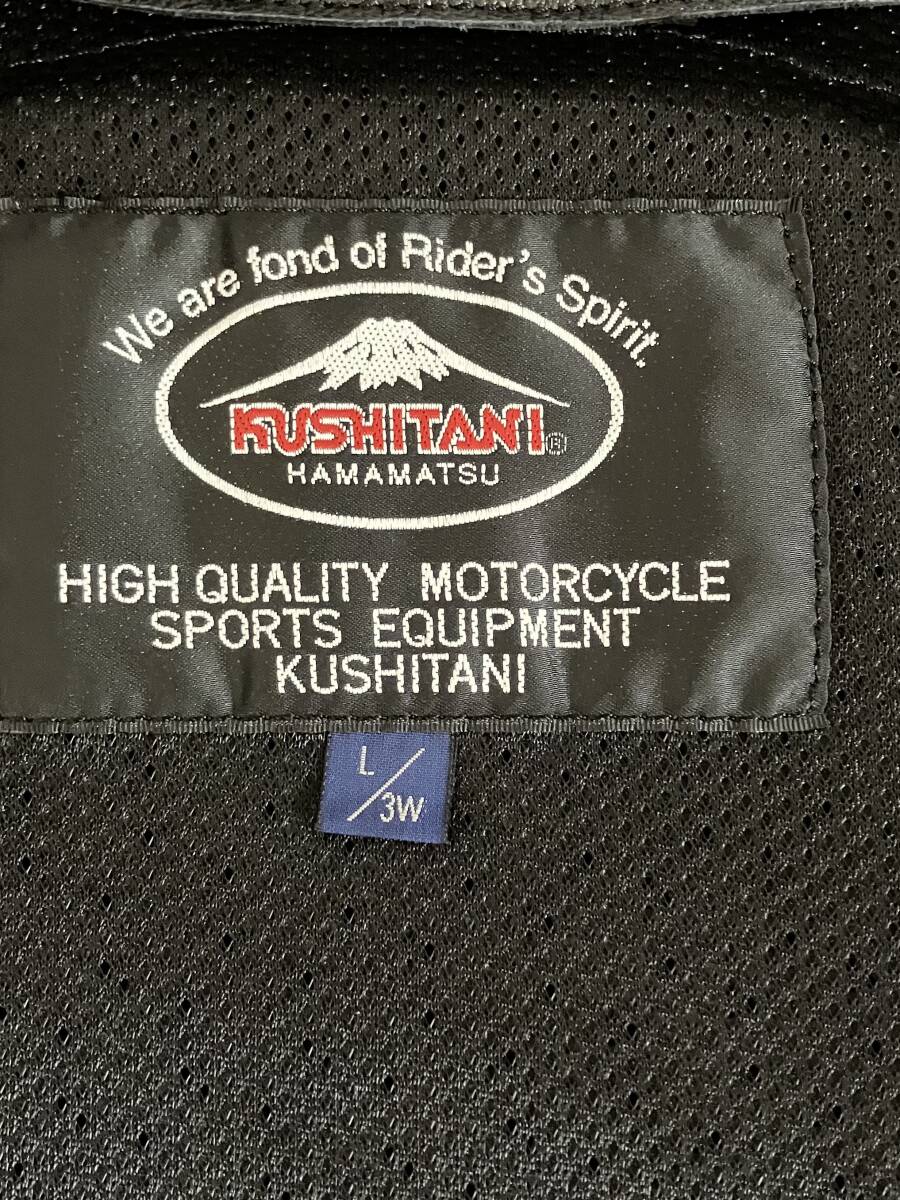 We are fond of Rider's Spirit.
KUSHITANI®
HAMAMATSU
HIGH QUALITY MOTORCYCLE
SPORTS EQUIPMENT
KUSHITANI
L/3W